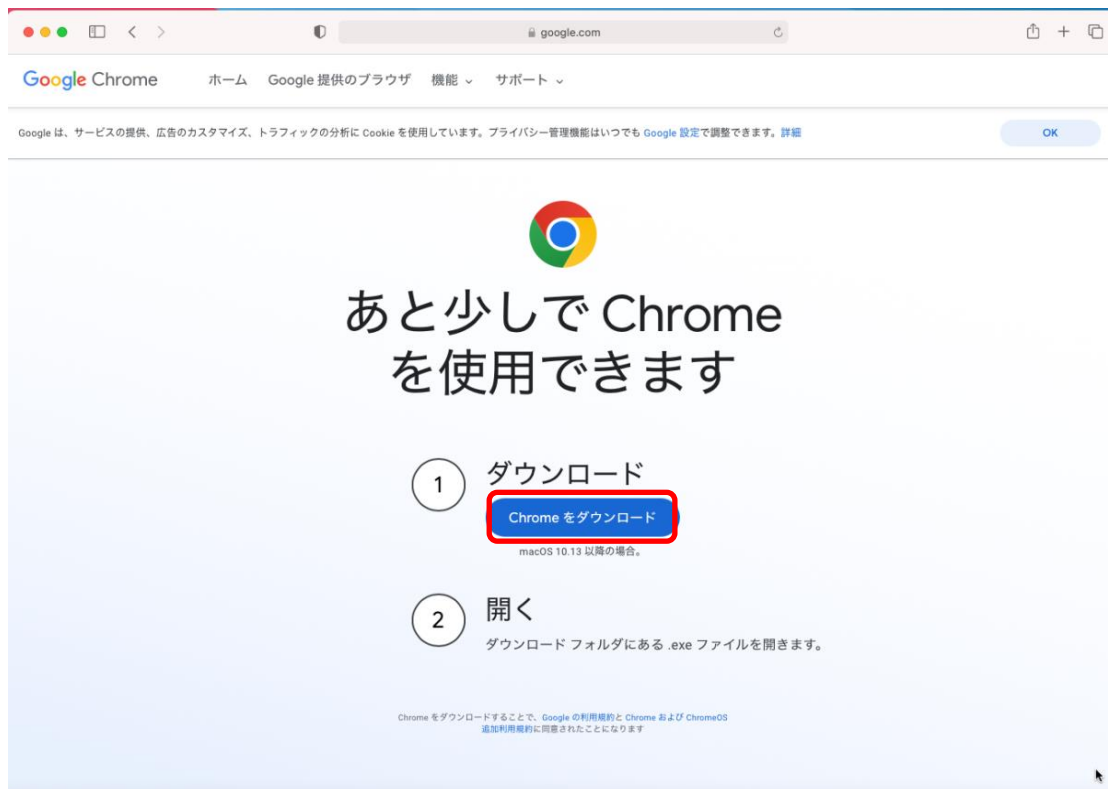 google.com
Google Chrome ホーム Google 提供のブラウザ 機能 サポート
Google は、サービスの提供、広告のカスタマイズ、トラフィックの分析に Cookie を使用しています。プライバシー管理機能はいつでも Google 設定で調整できます。詳細 OK
あと少しで Chrome
を使用できます
1 ダウンロード
Chrome をダウンロード
macOS 10.13 以降の場合。
2 開く
ダウンロード フォルダにある .exe ファイルを開きます。
Chrome をダウンロードすることで、Google の利用規約と Chrome および ChromeOS
追加利用規約に同意されたことになります